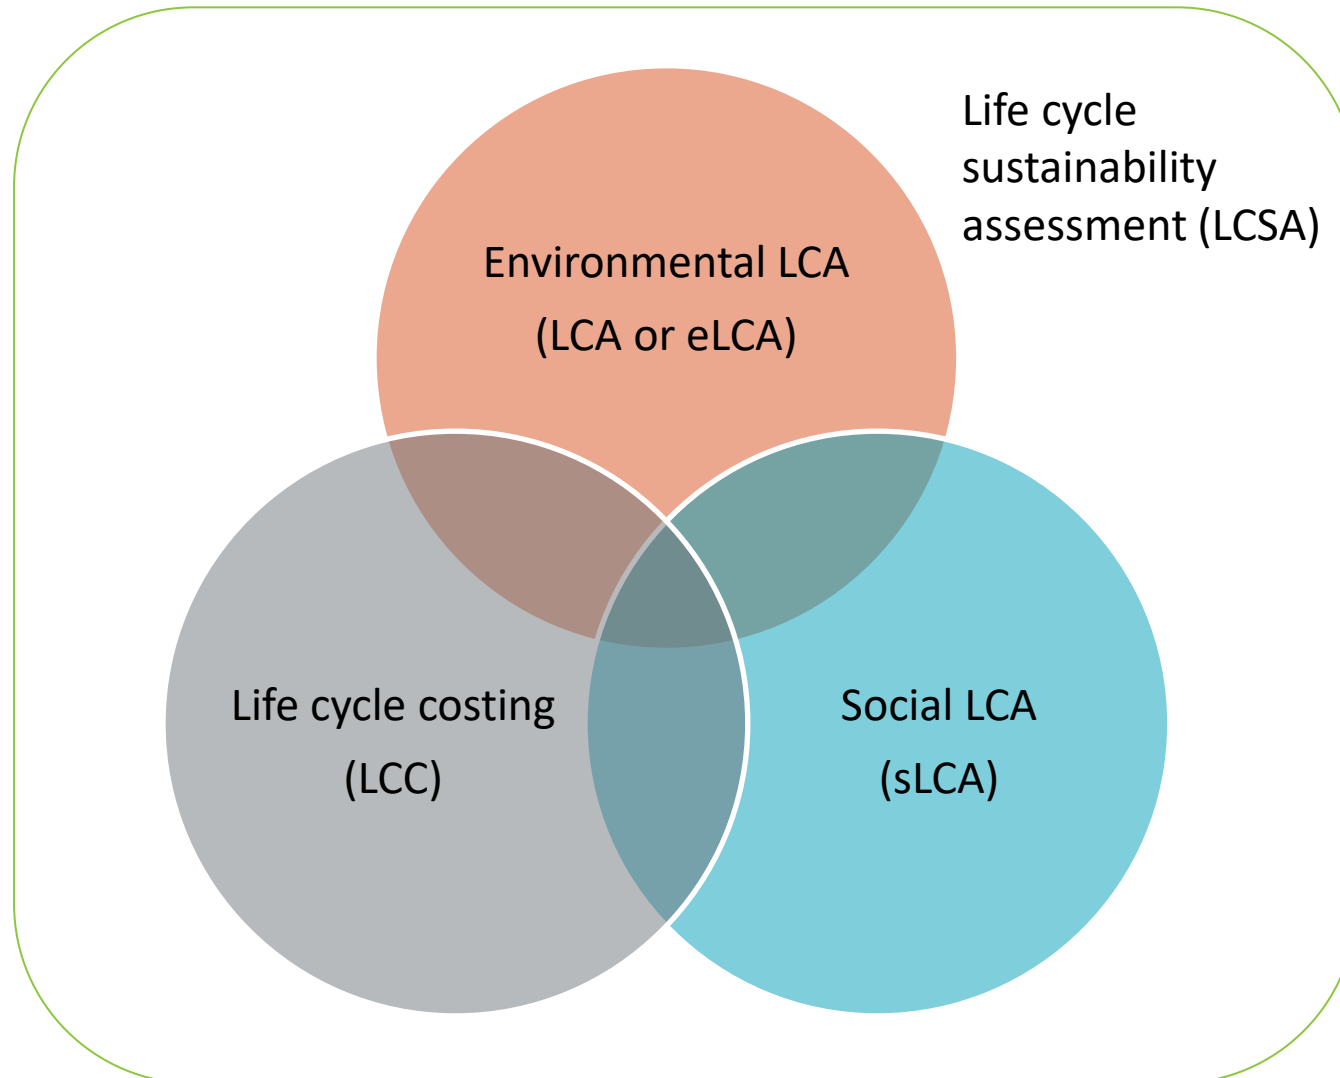 Life cycle
sustainability
assessment (LCSA)
Environmental LCA
(LCA or eLCA)
Life cycle costing
(LCC)
Social LCA
(sLCA)